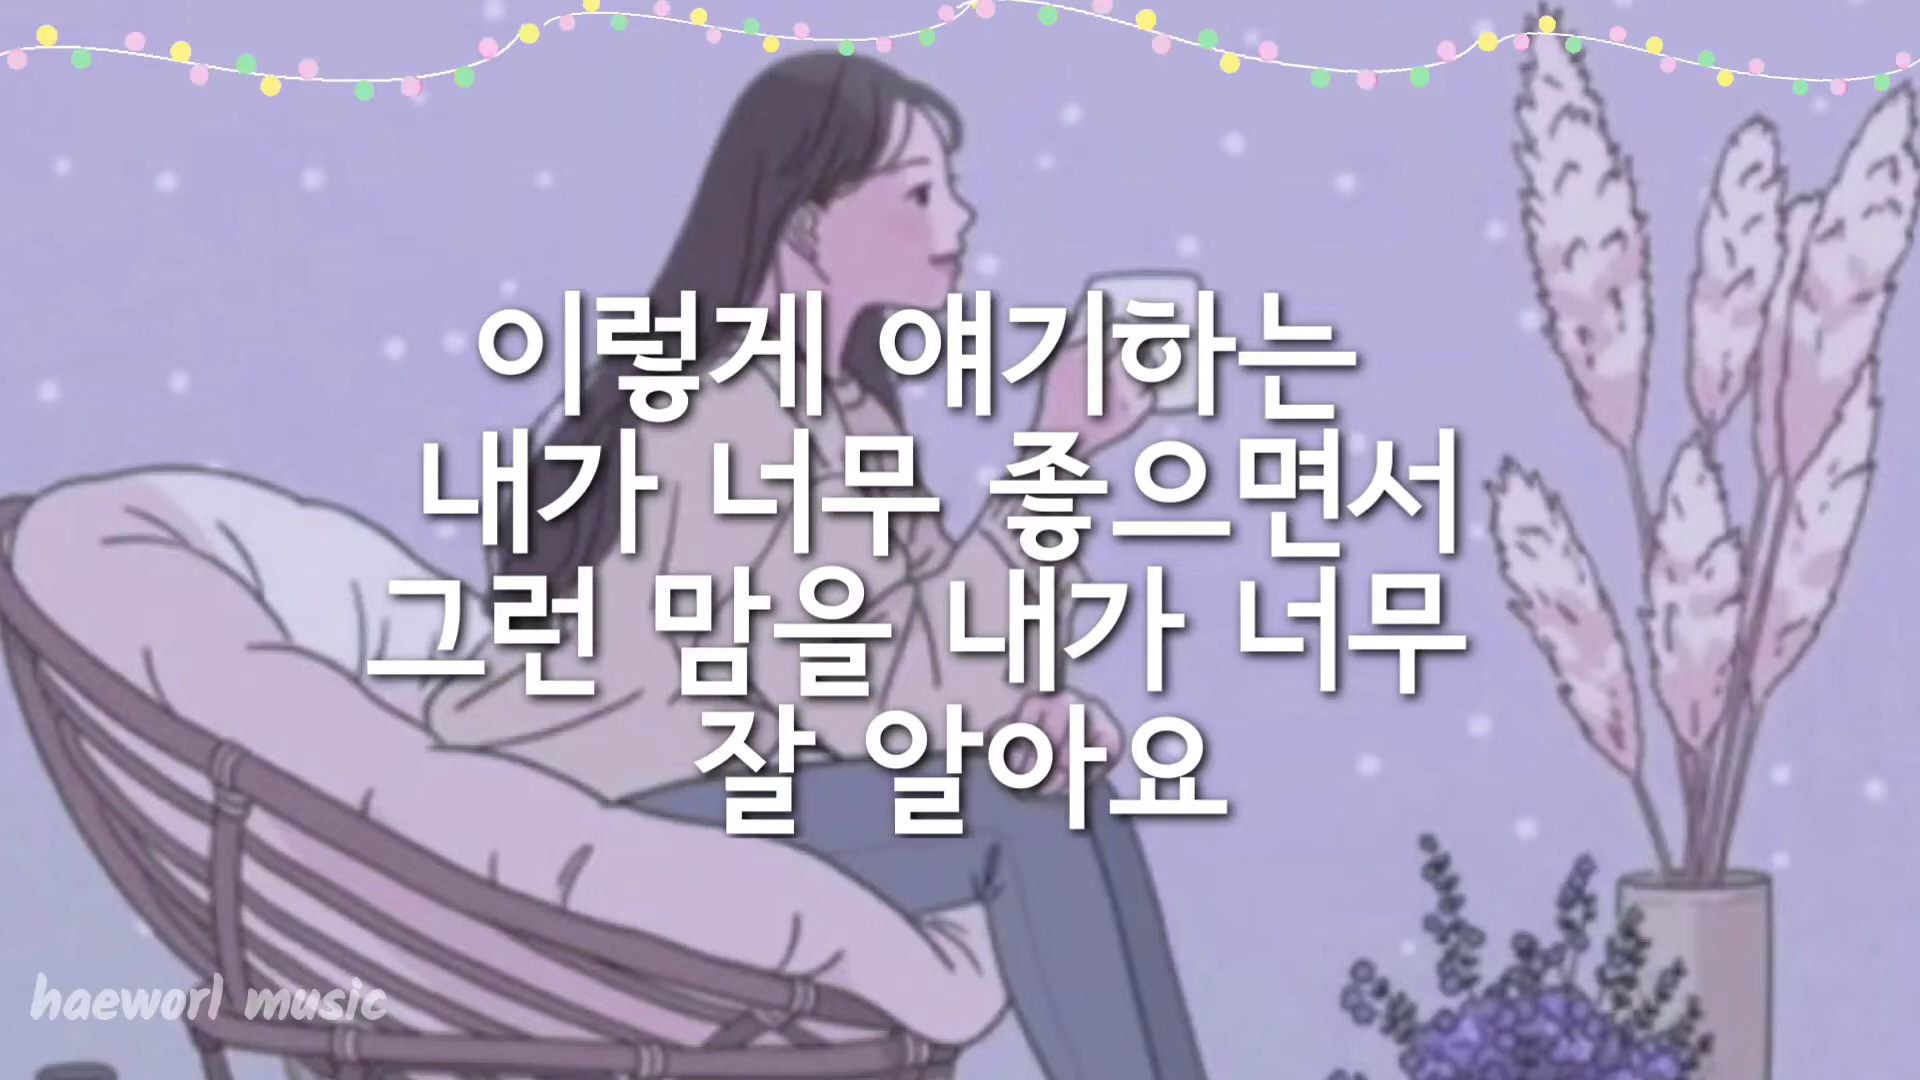 이렇게 얘기하는
내가 너무 좋으면서
그런 맘을 내가 너무
잘 알아요
haeworl music